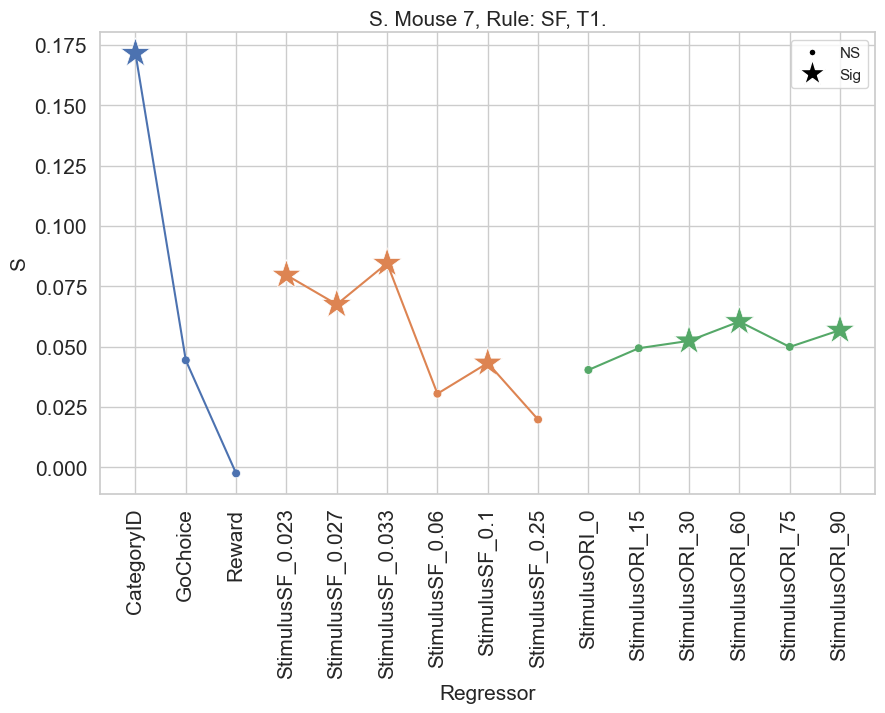 S. Mouse 7, Rule: SF, T1.
NS
Sig
0.175
0.150
0.125
0.100
0.075
0.050
0.025
0.000
S
CategoryID
GoChoice
Reward
StimulusSF_0.023
StimulusSF_0.027
StimulusSF_0.033
StimulusSF_0.06
StimulusSF_0.1
StimulusSF_0.25
StimulusORI_0
StimulusORI_15
StimulusORI_30
StimulusORI_60
StimulusORI_75
StimulusORI_90
Regressor